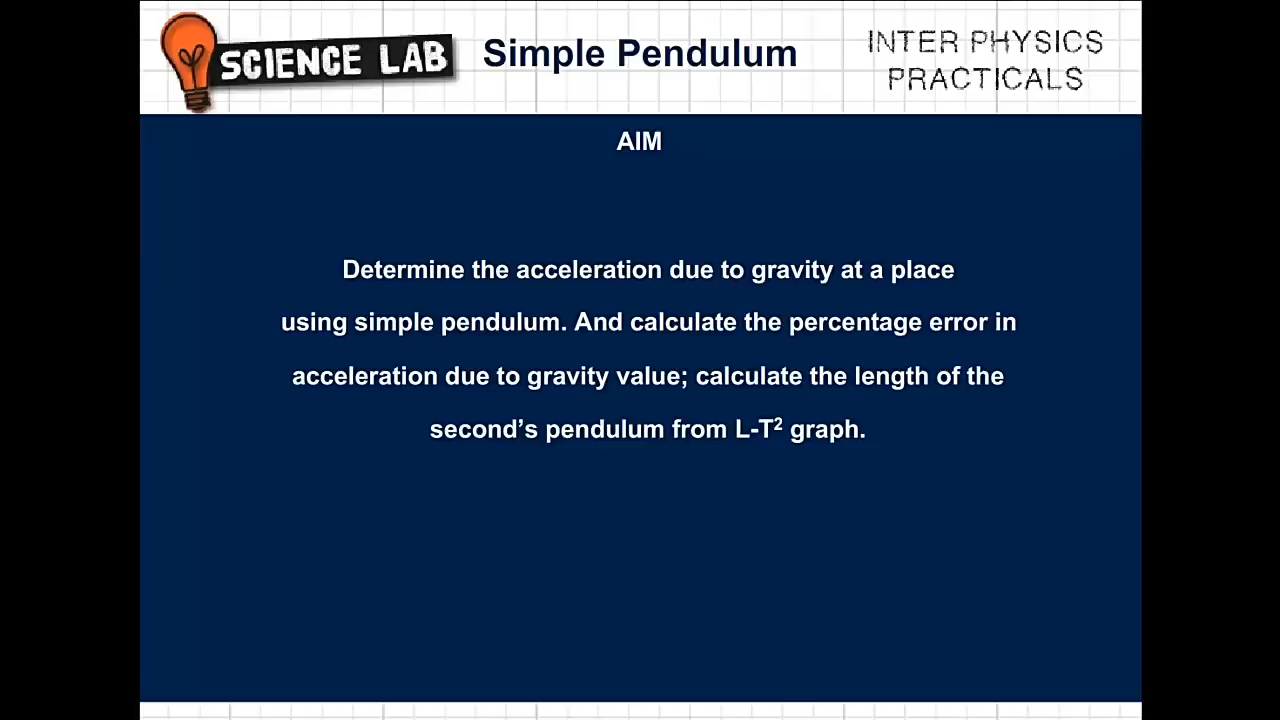 SCIENCE LAB
Simple Pendulum
INTER PHYSICS
PRACTICALS
AIM
Determine the acceleration due to gravity at a place
using simple pendulum. And calculate the percentage error in
acceleration due to gravity value; calculate the length of the
second’s pendulum from L-T² graph.